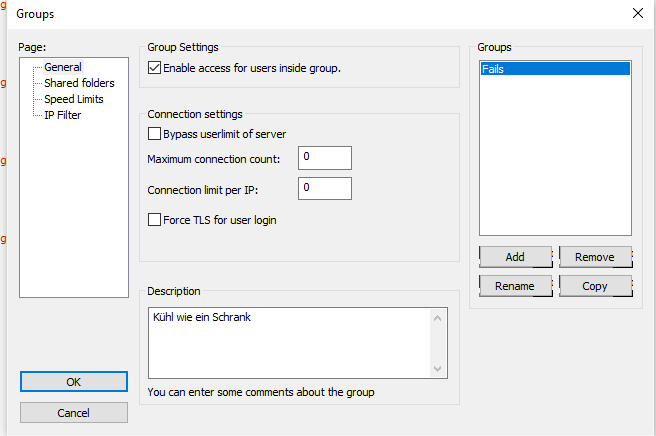 Groups
Page:
General
Shared folders
Speed Limits
IP Filter
OK
Cancel
Group Settings
Enable access for users inside group.
Connection settings
Bypass userlimit of server
Maximum connection count: 0
Connection limit per IP: 0
Force TLS for user login
Description
Kühl wie ein Schrank
You can enter some comments about the group
Groups
Fails
Add Remove
Rename Copy